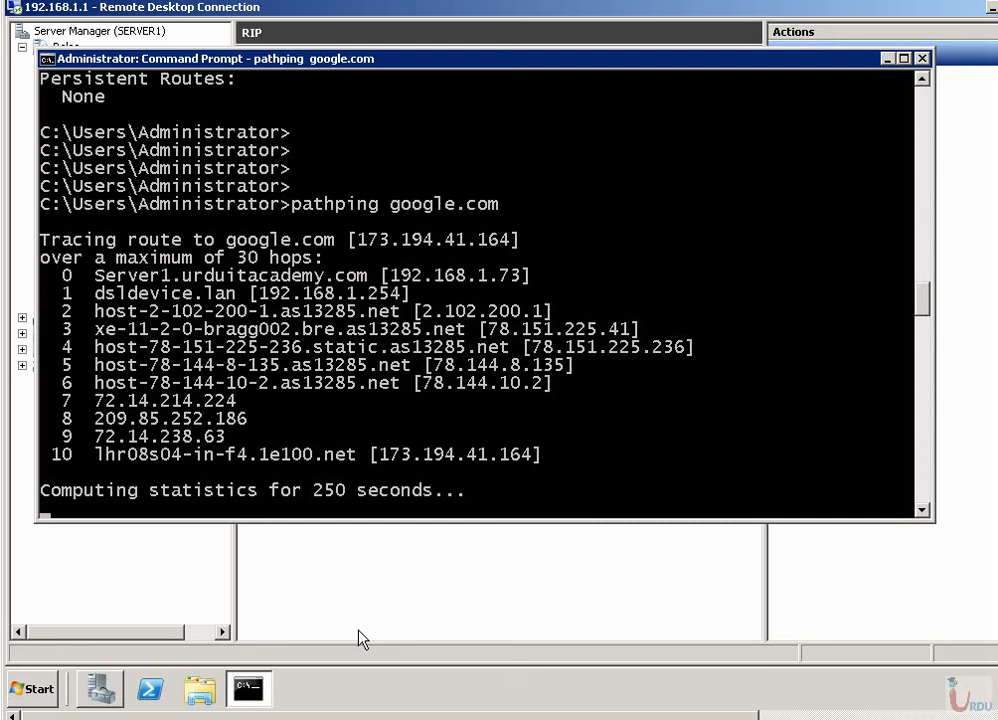 192.168.1.1 - Remote Desktop Connection
Server Manager (SERVER1)
RIP
Actions
Roles
Administrator: Command Prompt - pathping google.com
Persistent Routes:
None
C:\Users\Administrator>
C:\Users\Administrator>
C:\Users\Administrator>
C:\Users\Administrator>
C:\Users\Administrator>pathping google.com
Tracing route to google.com [173.194.41.164]
over a maximum of 30 hops:
0 Server1.urduitacademy.com [192.168.1.73]
1 dsldevice.lan [192.168.1.254]
2 host-2-102-200-1.as13285.net [2.102.200.1]
3 xe-11-2-0-bragg002.bre.as13285.net [78.151.225.41]
4 host-78-151-225-236.static.as13285.net [78.151.225.236]
5 host-78-144-8-135.as13285.net [78.144.8.135]
6 host-78-144-10-2.as13285.net [78.144.10.2]
7 72.14.214.224
8 209.85.252.186
9 72.14.238.63
10 lhr08s04-in-f4.1e100.net [173.194.41.164]
Computing statistics for 250 seconds...
Start
URDU